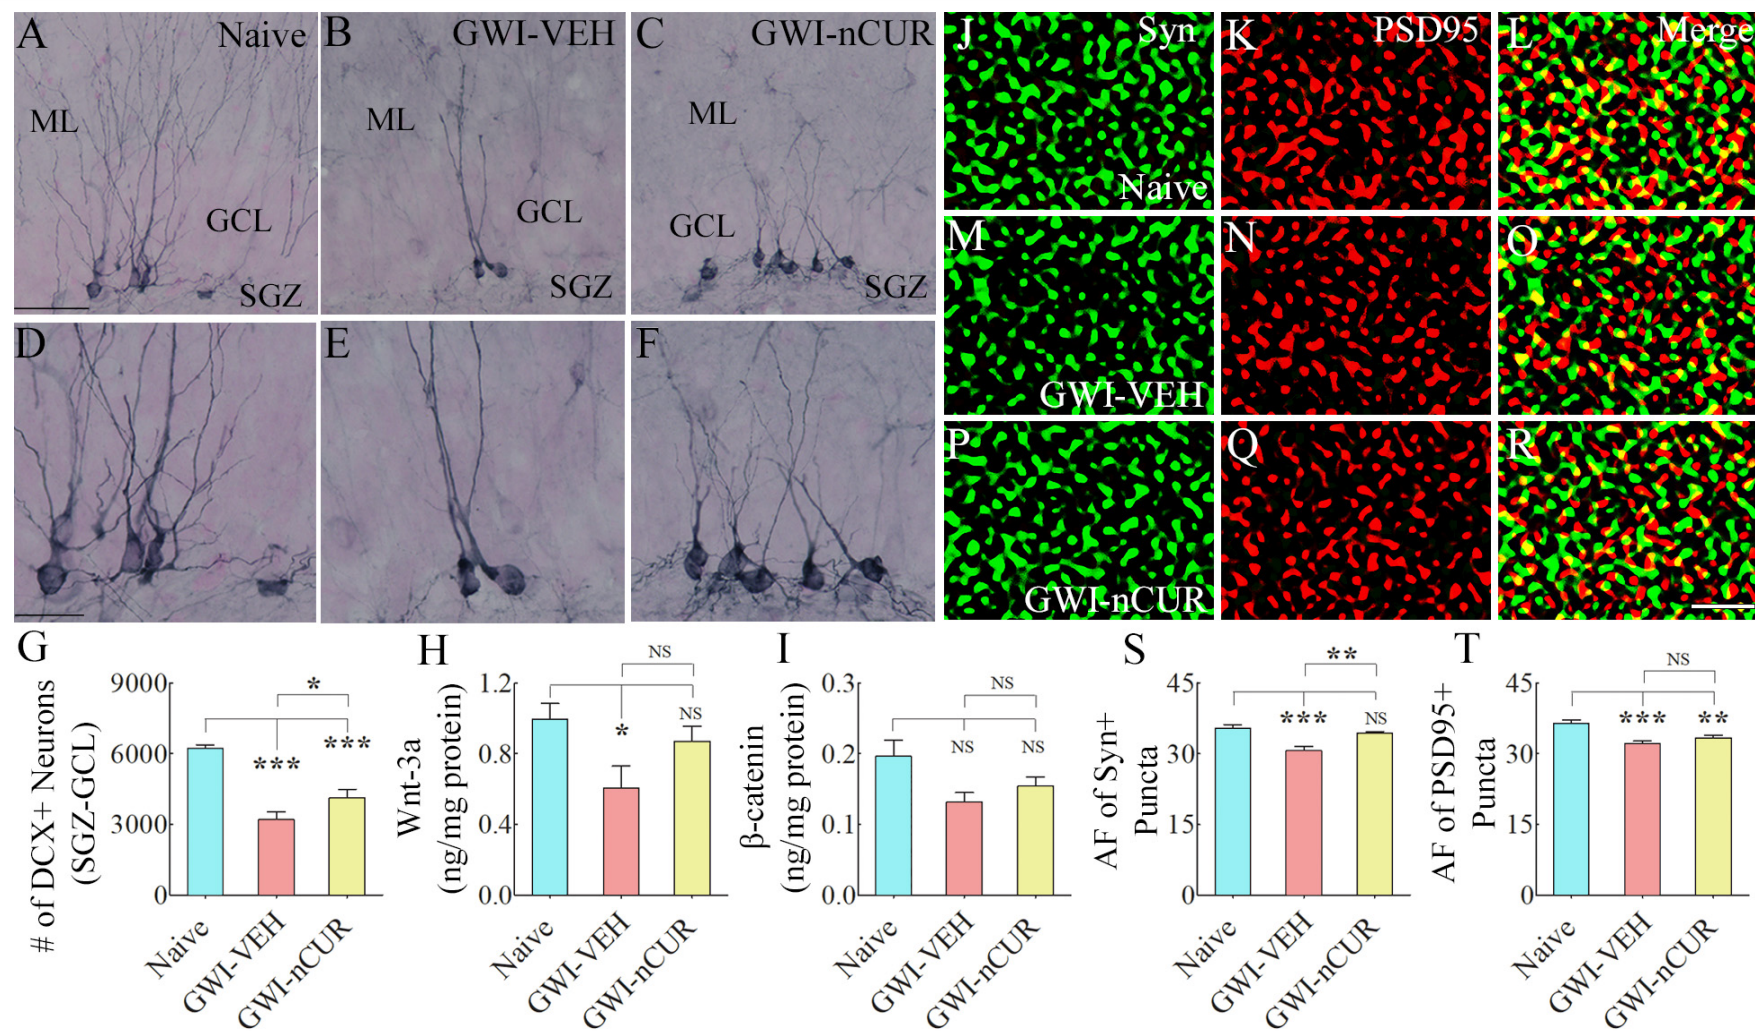 A Naive
ML
GCL
SGZ
B GWI-VEH
ML
GCL
SGZ
C GWI-nCUR
ML
GCL
SGZ
D
E
F
J Syn
Naive
K PSD95
L Merge
M
GWI-VEH
N
O
P
GWI-nCUR
Q
R
G
# of DCX+ Neurons
(SGZ-GCL)
9000
6000
3000
0
*
***
***
Naive
GWI-VEH
GWI-nCUR
H
Wnt-3a
(ng/mg protein)
1.2
0.8
0.4
0.0
NS
*
NS
Naive
GWI-VEH
GWI-nCUR
I
β-catenin
(ng/mg protein)
0.3
0.2
0.1
0.0
NS
NS
NS
Naive
GWI-VEH
GWI-nCUR
S
AF of Syn+
Puncta
45
30
15
0
**
***
NS
Naive
GWI-VEH
GWI-nCUR
T
AF of PSD95+
Puncta
45
30
15
0
NS
***
**
Naive
GWI-VEH
GWI-nCUR